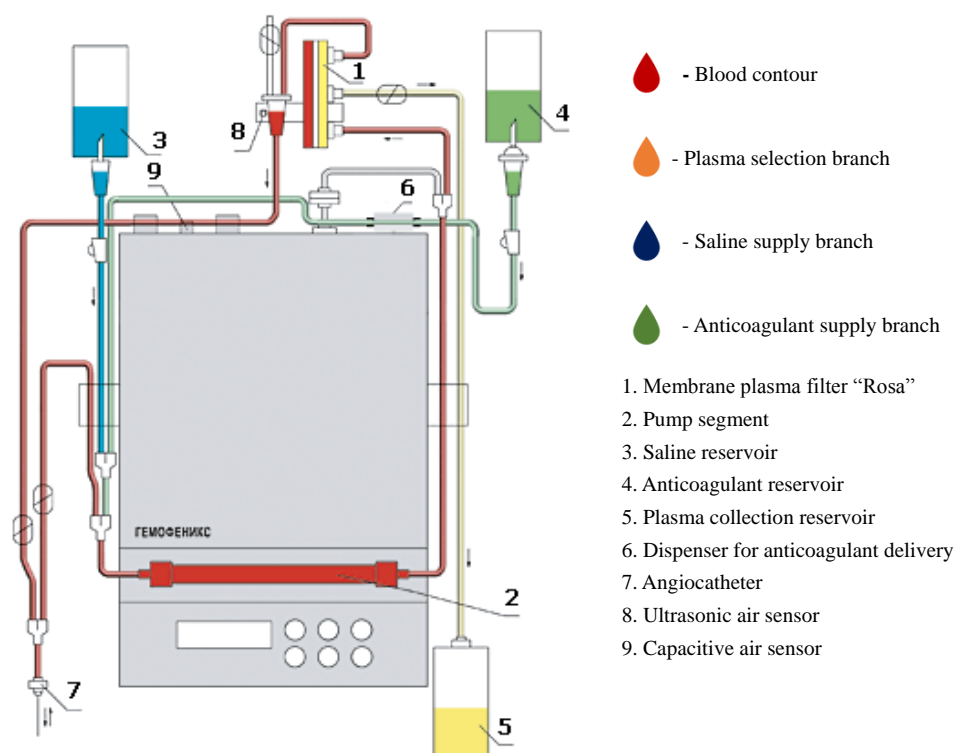 1
4
3
8
9
6
ГЕМОФЕНИКС
2
7
5
- Blood contour
- Plasma selection branch
- Saline supply branch
- Anticoagulant supply branch
1. Membrane plasma filter “Rosa”
2. Pump segment
3. Saline reservoir
4. Anticoagulant reservoir
5. Plasma collection reservoir
6. Dispenser for anticoagulant delivery
7. Angiocatheter
8. Ultrasonic air sensor
9. Capacitive air sensor